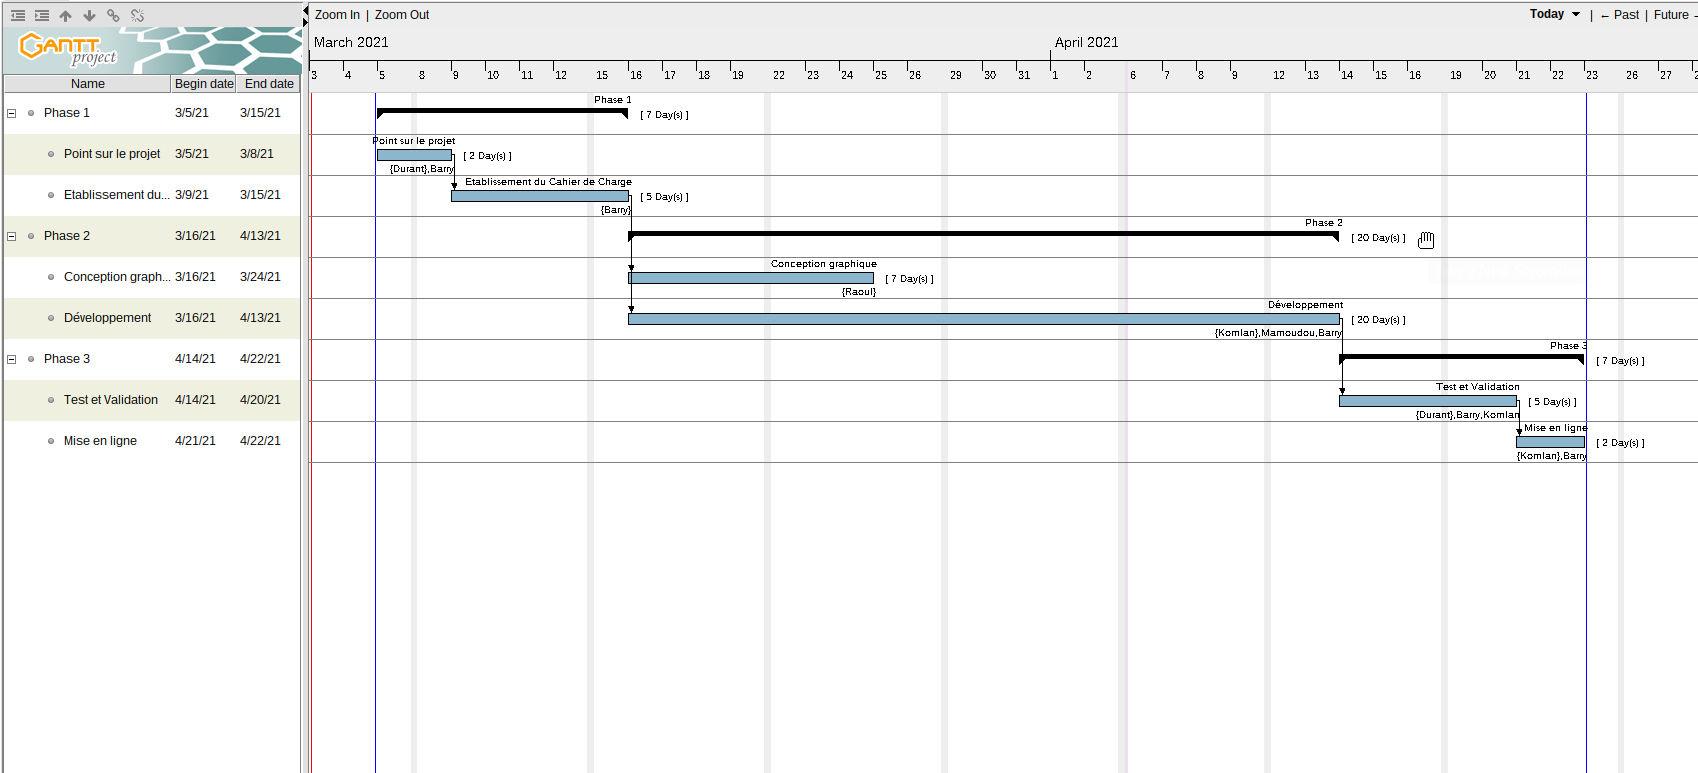 Zoom In | Zoom Out
Today | ← Past | Future
GANTT
project
March 2021
April 2021
3 4 5 8 9 10 11 12 15 16 17 18 19 22 23 24 25 26 29 30 31 1 2 6 7 8 9 12 13 14 15 16 19 20 21 22 23 26 27
Name Begin date End date
Phase 1 3/5/21 3/15/21
Phase 1
[ 7 Day(s) ]
Point sur le projet 3/5/21 3/8/21
Point sur le projet
[ 2 Day(s) ]
{Durant},Barry
Etablissement du... 3/9/21 3/15/21
Etablissement du Cahier de Charge
[ 5 Day(s) ]
{Barry}
Phase 2 3/16/21 4/13/21
Phase 2
[ 20 Day(s) ]
Conception graph... 3/16/21 3/24/21
Conception graphique
[ 7 Day(s) ]
{Raoul}
Développement 3/16/21 4/13/21
Développement
[ 20 Day(s) ]
{Komlan},Mamoudou,Barry
Phase 3 4/14/21 4/22/21
Phase 3
[ 7 Day(s) ]
Test et Validation 4/14/21 4/20/21
Test et Validation
[ 5 Day(s) ]
{Durant},Barry,Komlan
Mise en ligne 4/21/21 4/22/21
Mise en ligne
[ 2 Day(s) ]
{Komlan},Barry